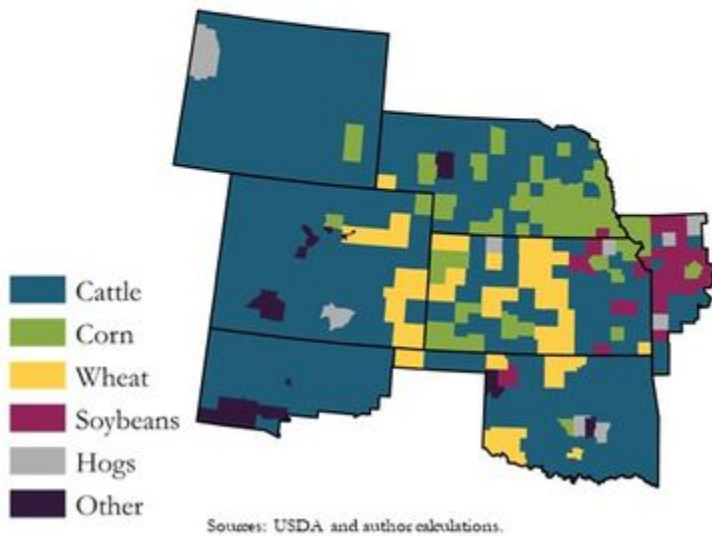 Cattle
Corn
Wheat
Soybeans
Hogs
Other
Sources: USDA and author calculations.